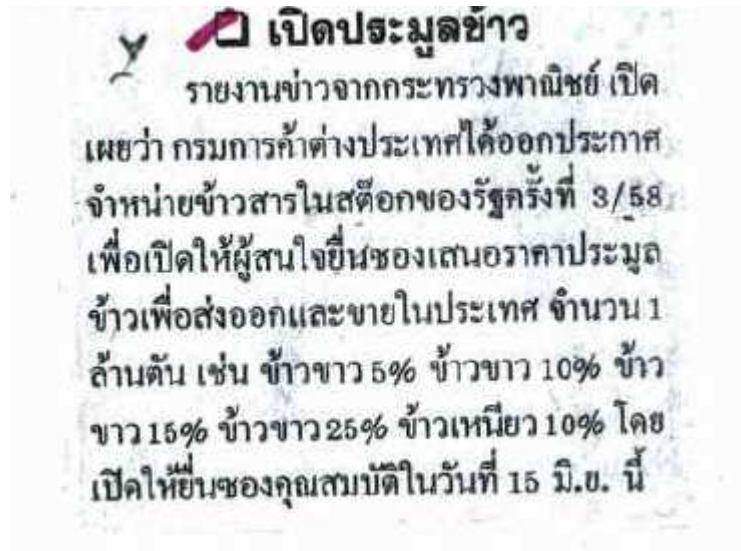 เปิดประมูลข้าว
รายงานข่าวจากกระทรวงพาณิชย์ เปิด
เผยว่า กรมการค้าต่างประเทศได้ออกประกาศ
จำหน่ายข้าวสารในสต๊อกของรัฐครั้งที่ 3/58
เพื่อเปิดให้ผู้สนใจยื่นซองเสนอราคาประมูล
ข้าวเพื่อส่งออกและขายในประเทศ จำนวน 1
ล้านตัน เช่น ข้าวขาว 5% ข้าวขาว 10% ข้าว
ขาว 15% ข้าวขาว 25% ข้าวเหนียว 10% โดย
เปิดให้ยื่นซองคุณสมบัติในวันที่ 15 มิ.ย. นี้